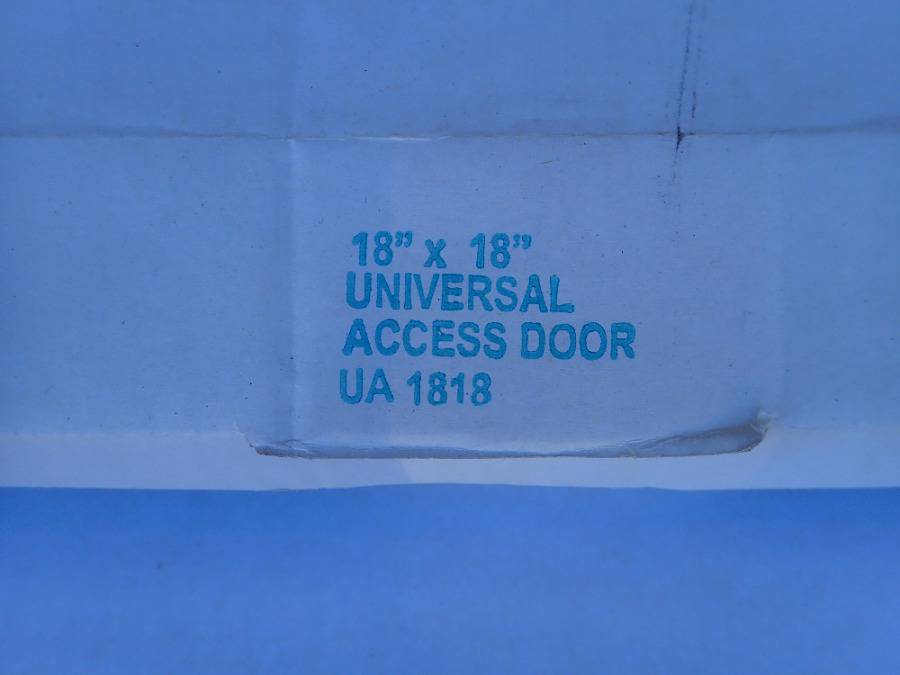 18” x 18”
UNIVERSAL
ACCESS DOOR
UA 1818